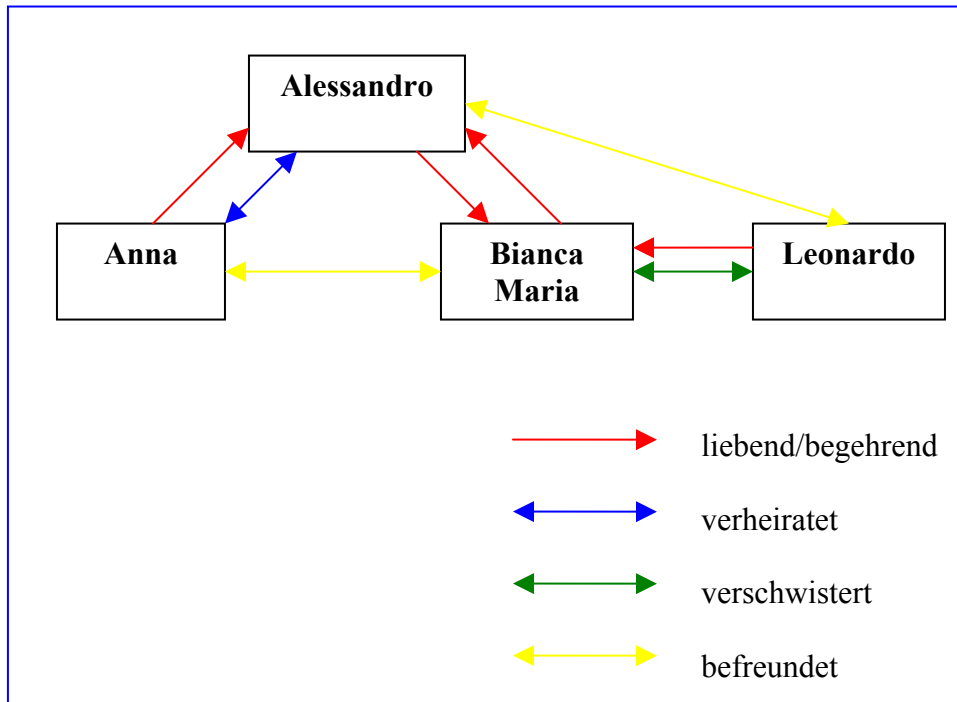 Alessandro
Anna
Bianca
Maria
Leonardo
liebend/begehrend
verheiratet
verschwistert
befreundet